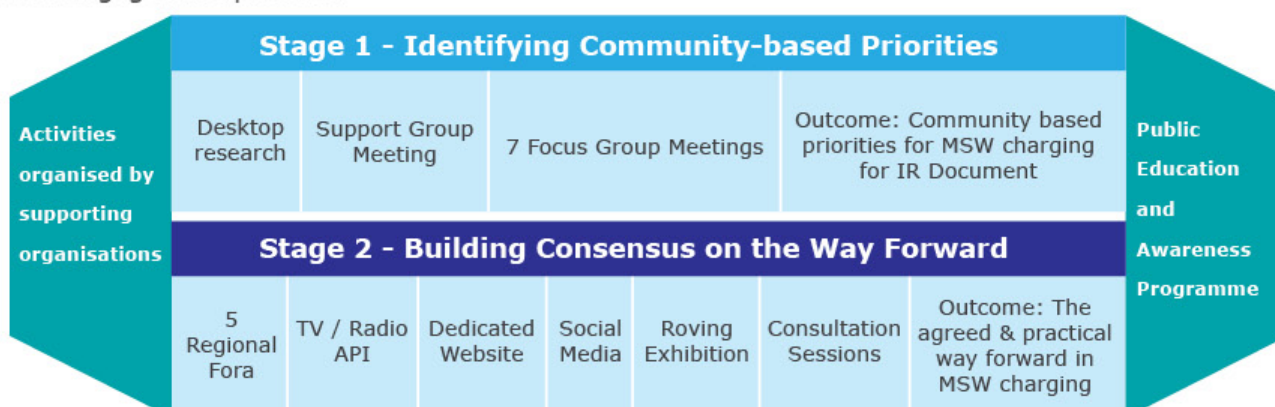 Stage 1 - Identifying Community-based Priorities
Activities
organised by
supporting
organisations
Desktop
research
Support Group
Meeting
7 Focus Group Meetings
Outcome: Community based
priorities for MSW charging
for IR Document
Public
Education
and
Awareness
Programme
Stage 2 - Building Consensus on the Way Forward
5
Regional
Fora
TV / Radio
API
Dedicated
Website
Social
Media
Roving
Exhibition
Consultation
Sessions
Outcome: The
agreed & practical
way forward in
MSW charging